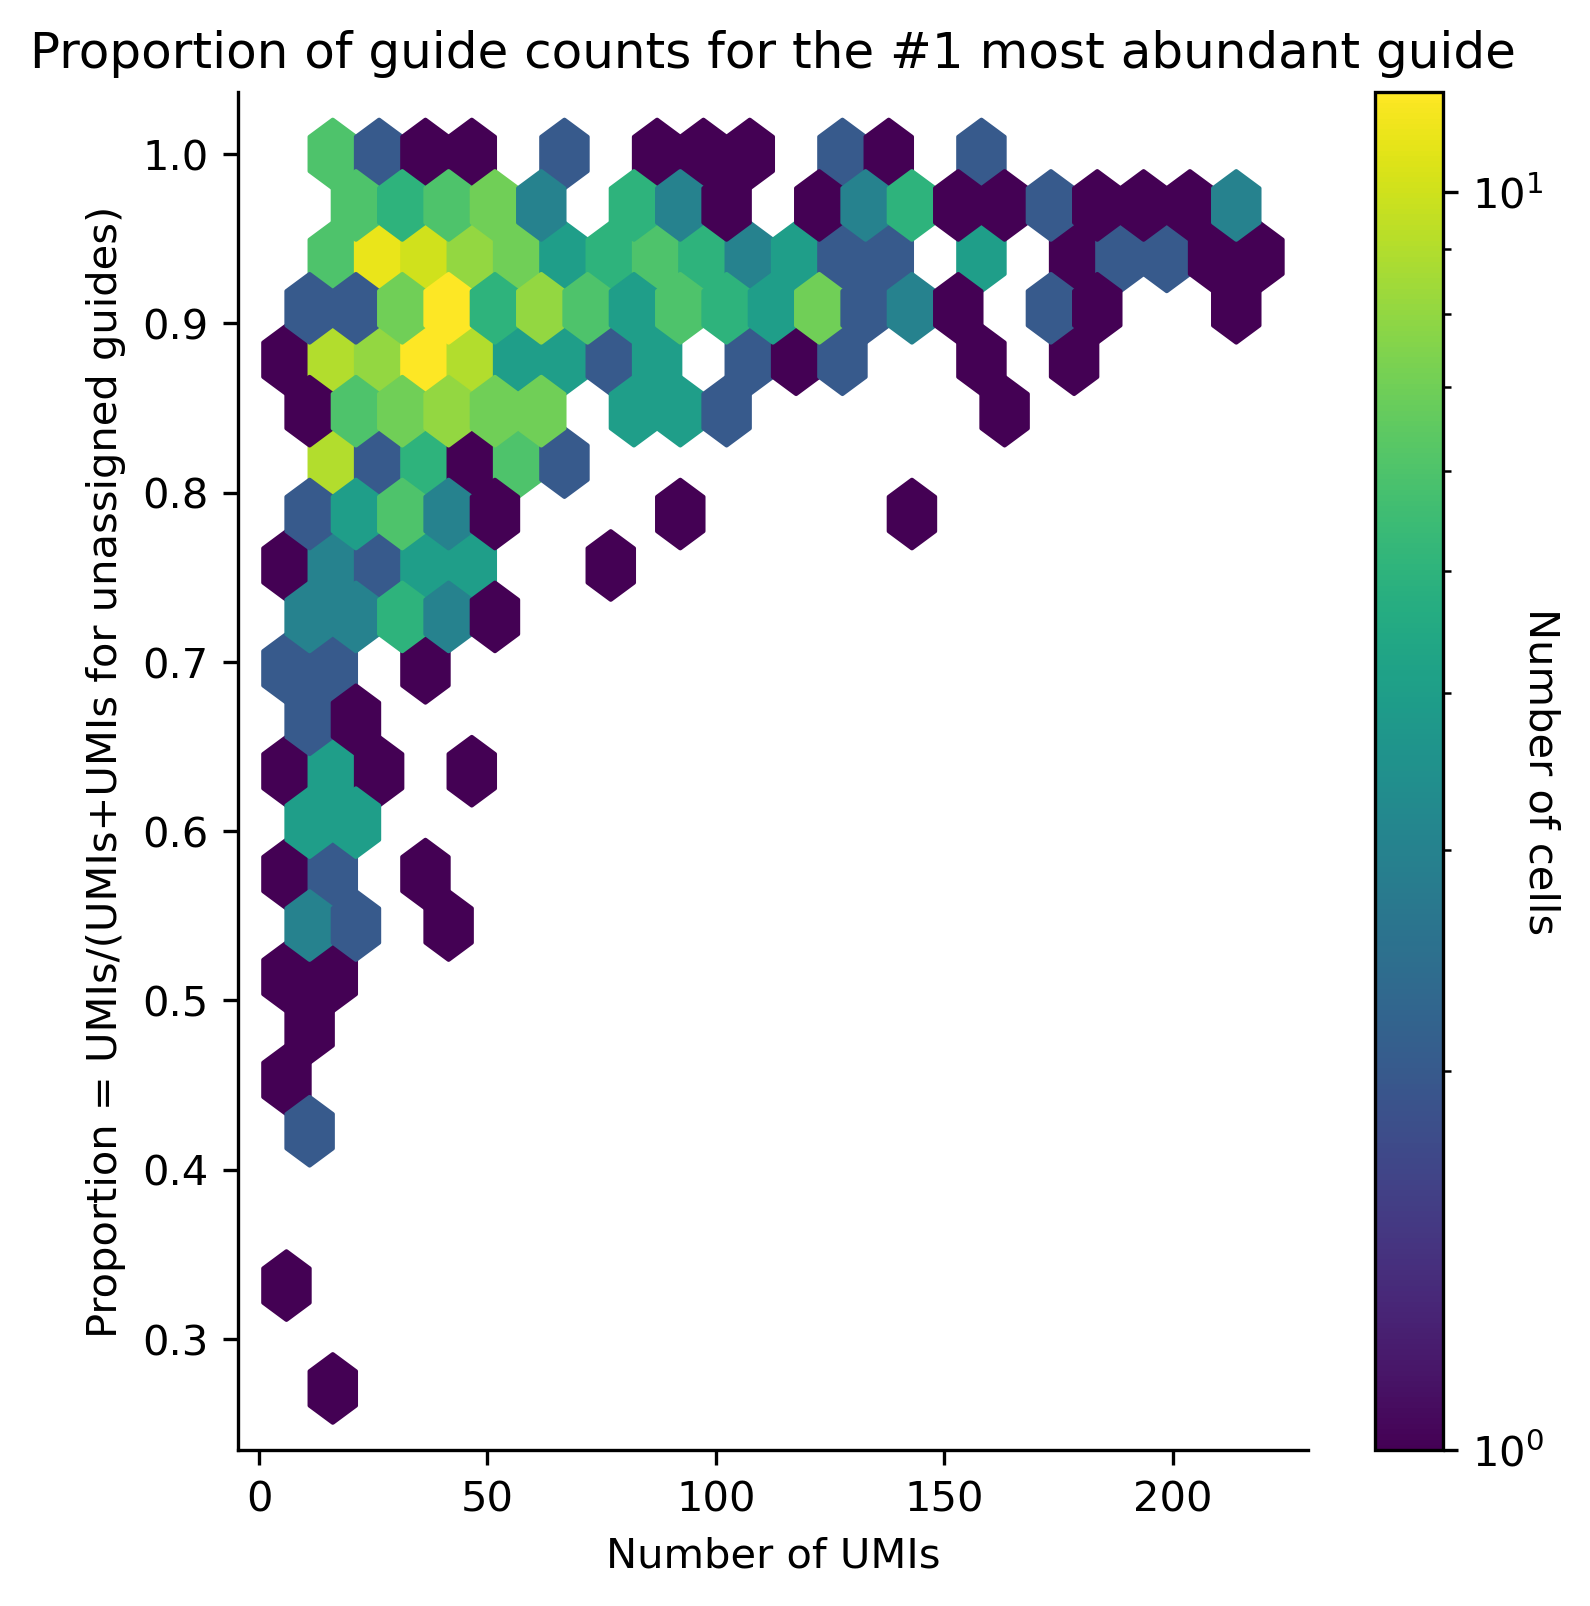 Proportion of guide counts for the #1 most abundant guide
Proportion = UMIs/(UMIs+UMIs for unassigned guides)
1.0
0.9
0.8
0.7
0.6
0.5
0.4
0.3
0 50 100 150 200
Number of UMIs
10¹
10⁰
Number of cells